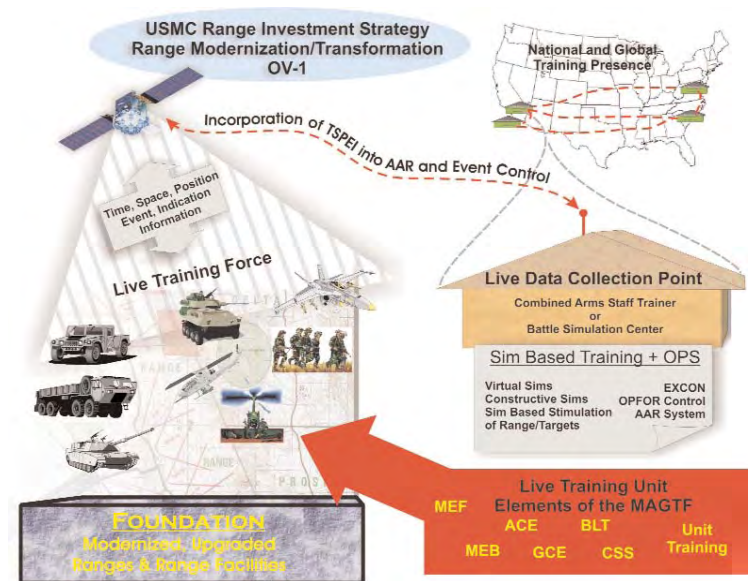 USMC Range Investment Strategy
Range Modernization/Transformation
OV-1
National and Global
Training Presence
Incorporation of TSPEI into AAR and Event Control
Time, Space, Position
Event, Indication
Information
Live Training Force
Live Data Collection Point
Combined Arms Staff Trainer
or
Battle Simulation Center
Sim Based Training + OPS
Virtual Sims
Constructive Sims
Sim Based Stimulation
of Range/Targets
EXCON
OPFOR Control
AAR System
RANGE
RANGE
PROS
Live Training Unit
Elements of the MAGTF
MEF
ACE
BLT
Unit
Training
MEB
GCE
CSS
FOUNDATION
Modernized, Upgraded
Ranges & Range Facilities